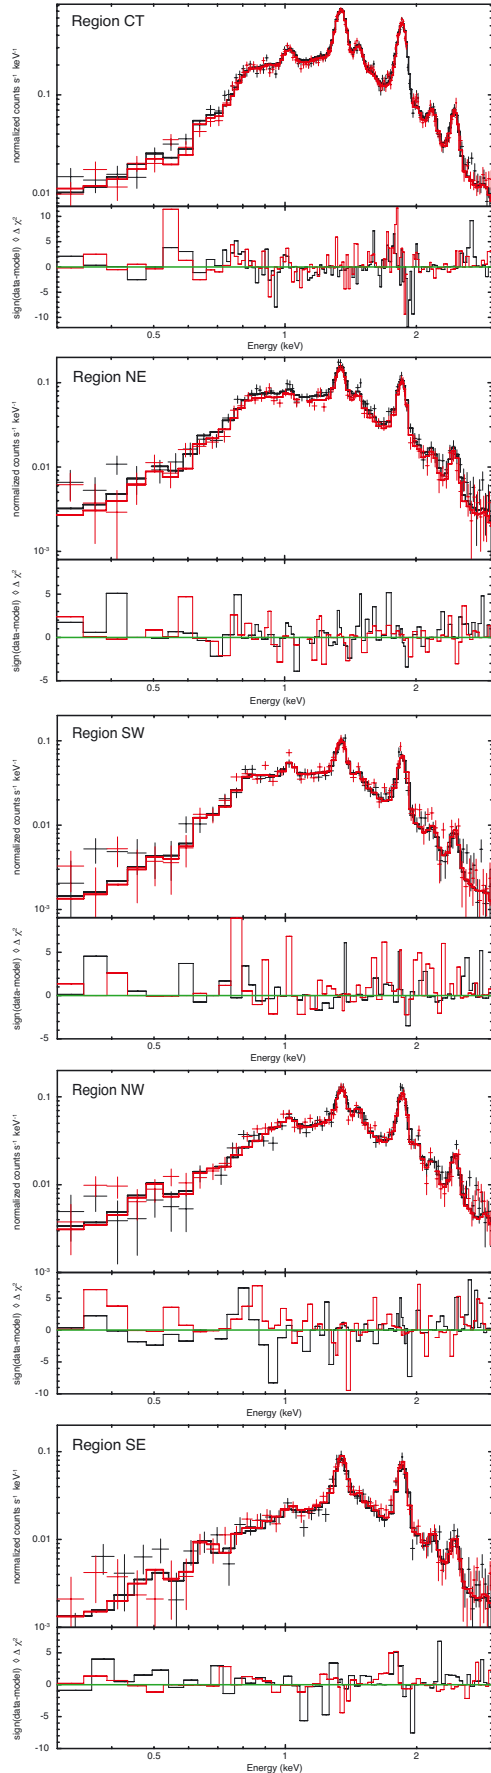 Region CT
normalized counts s⁻¹ keV⁻¹
0.1
0.01
sign(data-model) ◊ Δ χ²
10
5
0
-5
-10
0.5
1
2
Energy (keV)
Region NE
normalized counts s⁻¹ keV⁻¹
0.1
0.01
10⁻³
sign(data-model) ◊ Δ χ²
5
0
-5
0.5
1
2
Energy (keV)
Region SW
normalized counts s⁻¹ keV⁻¹
0.1
0.01
10⁻³
sign(data-model) ◊ Δ χ²
5
0
-5
0.5
1
2
Energy (keV)
Region NW
normalized counts s⁻¹ keV⁻¹
0.1
0.01
10⁻³
sign(data-model) ◊ Δ χ²
5
0
-5
-10
0.5
1
2
Energy (keV)
Region SE
normalized counts s⁻¹ keV⁻¹
0.1
0.01
10⁻³
sign(data-model) ◊ Δ χ²
5
0
-5
-10
0.5
1
2
Energy (keV)